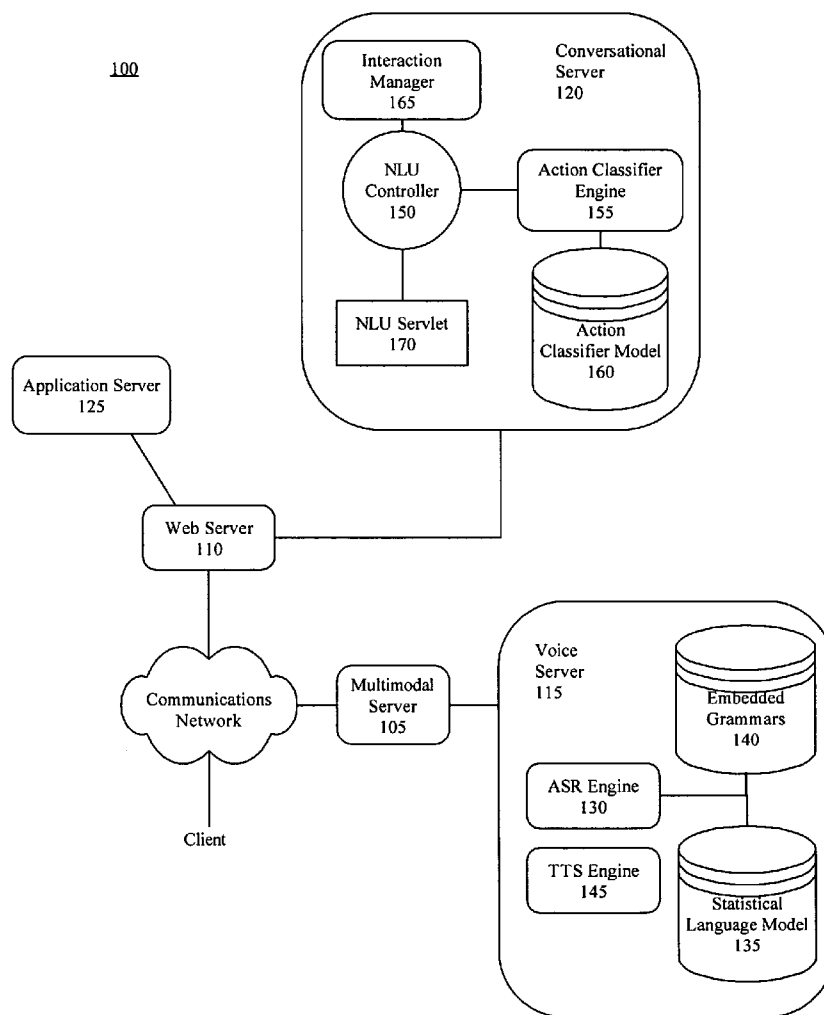 100
Interaction
Manager
165
Conversational
Server
120
NLU
Controller
150
Action Classifier
Engine
155
NLU Servlet
170
Action
Classifier Model
160
Application Server
125
Web Server
110
Communications
Network
Multimodal
Server
105
Client
Voice
Server
115
Embedded
Grammars
140
ASR Engine
130
TTS Engine
145
Statistical
Language Model
135